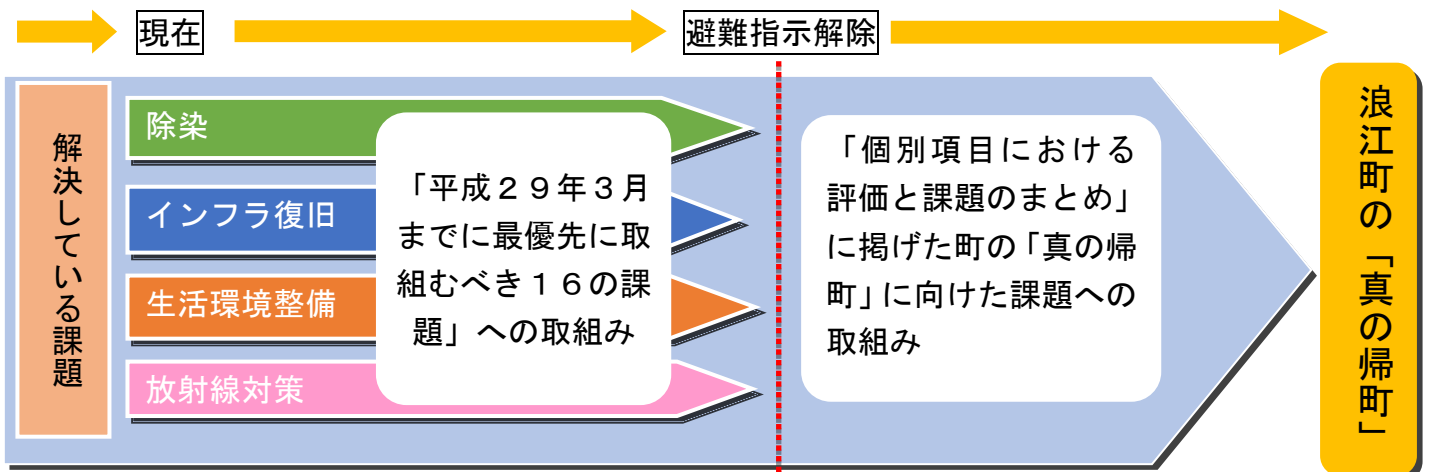 現在
避難指示解除
解決している課題
除染
インフラ復旧
生活環境整備
放射線対策
「平成２９年３月
までに最優先に取
組むべき１６の課
題」への取組み
「個別項目における
評価と課題のまとめ」
に掲げた町の「真の帰
町」に向けた課題への
取組み
浪江町の「真の帰町」